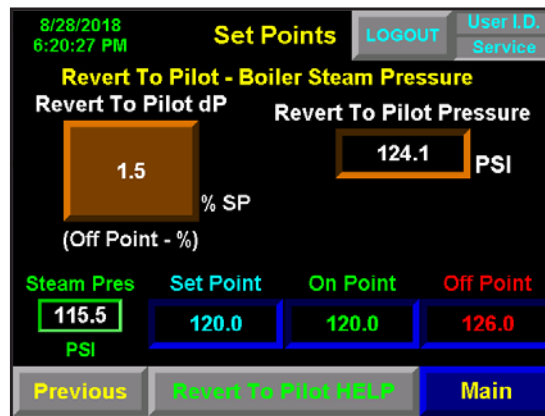 8/28/2018
6:20:27 PM
Set Points
LOGOUT
User I.D.
Service
Revert To Pilot - Boiler Steam Pressure
Revert To Pilot dP
Revert To Pilot Pressure
1.5
% SP
124.1
PSI
(Off Point - %)
Steam Pres
Set Point
On Point
Off Point
115.5
120.0
120.0
126.0
PSI
Previous
Revert To Pilot HELP
Main